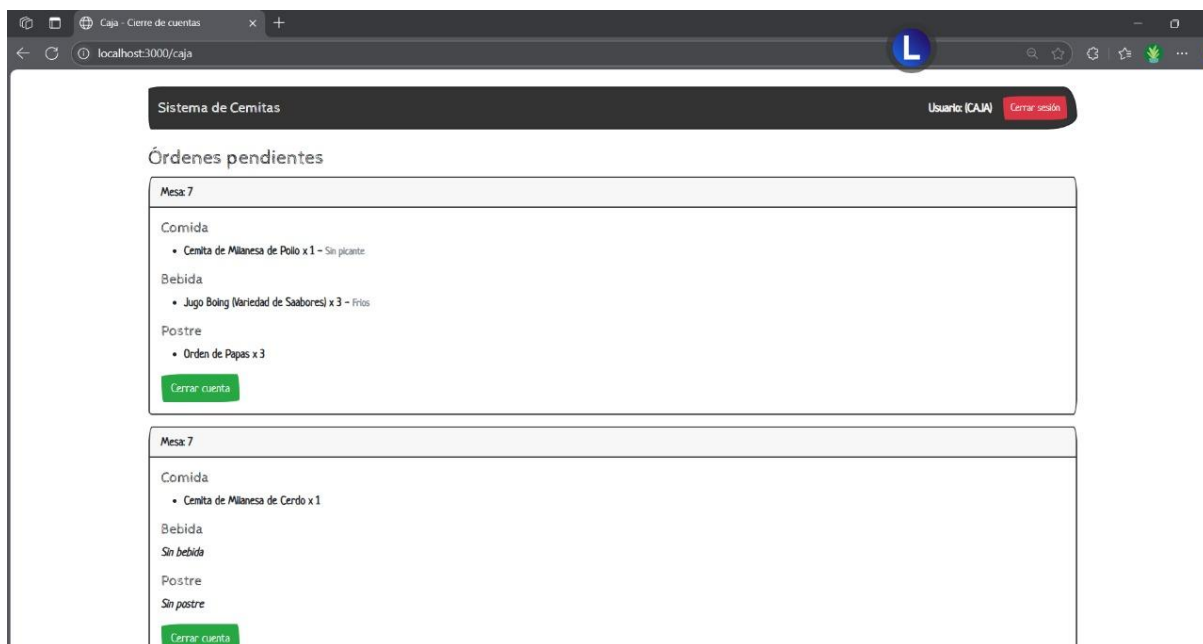 Caja - Cierre de cuentas
localhost:3000/caja
L
Sistema de Cemitas
Usuario: (CAJA)
Cerrar sesión
Órdenes pendientes
Mesa: 7
Comida
• Cemita de Milanesa de Pollo x 1 - Sin picante
Bebida
• Jugo Boing (Variedad de Saabores) x 3 - Frios
Postre
• Orden de Papas x 3
Cerrar cuenta
Mesa: 7
Comida
• Cemita de Milanesa de Cerdo x 1
Bebida
Sin bebida
Postre
Sin postre
Cerrar cuenta